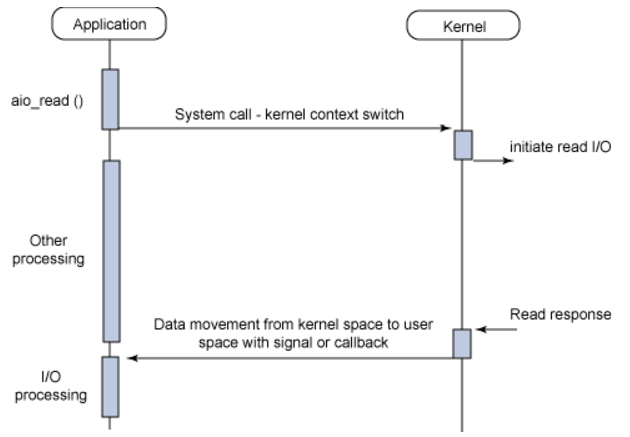 Application
Kernel
aio_read ()
System call - kernel context switch
initiate read I/O
Other
processing
Read response
Data movement from kernel space to user
space with signal or callback
I/O
processing